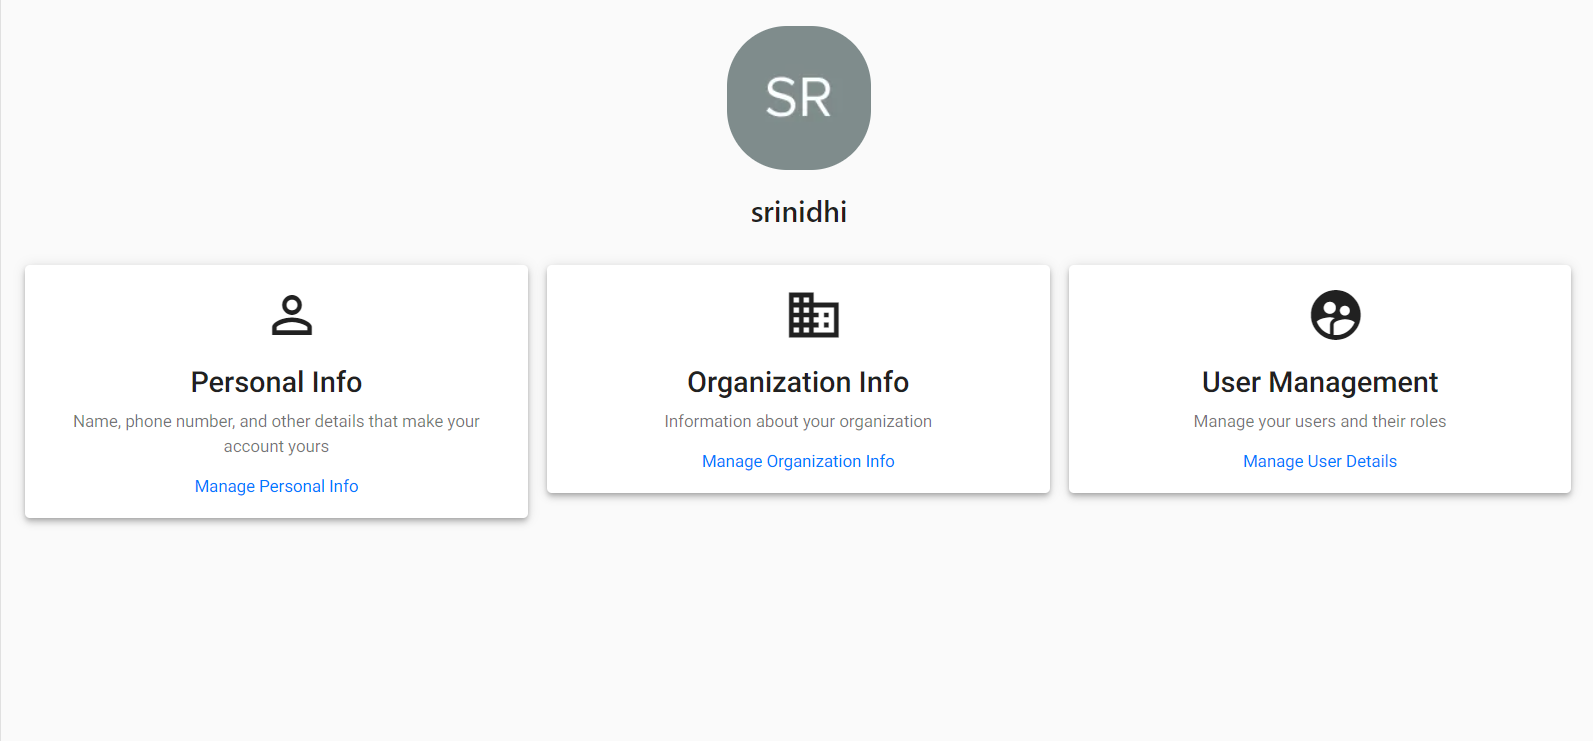 SR
srinidhi
Personal Info
Name, phone number, and other details that make your
account yours
Manage Personal Info
Organization Info
Information about your organization
Manage Organization Info
User Management
Manage your users and their roles
Manage User Details